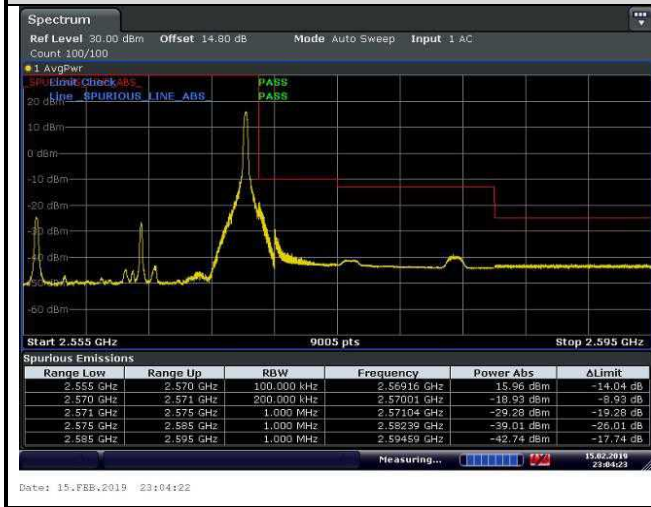 Spectrum
Ref Level 30.00 dBm Offset 14.80 dB Mode Auto Sweep Input 1 AC
Count 100/100
1 AvgPwr
Limit Check PASS
Line _SPURIOUS_LINE_ABS_ PASS
20 dBm
10 dBm
0 dBm
-10 dBm
-20 dBm
-30 dBm
-40 dBm
-50 dBm
-60 dBm
Start 2.555 GHz 9005 pts Stop 2.595 GHz
Spurious Emissions
Range Low Range Up RBW Frequency Power Abs ΔLimit
2.555 GHz 2.570 GHz 100.000 kHz 2.56916 GHz 15.96 dBm -14.04 dB
2.570 GHz 2.571 GHz 200.000 kHz 2.57001 GHz -18.93 dBm -8.93 dB
2.571 GHz 2.575 GHz 1.000 MHz 2.57104 GHz -29.28 dBm -19.28 dB
2.575 GHz 2.585 GHz 1.000 MHz 2.58239 GHz -39.01 dBm -26.01 dB
2.585 GHz 2.595 GHz 1.000 MHz 2.59459 GHz -42.74 dBm -17.74 dB
Measuring... 15.02.2019
23:04:23
Date: 15.FEB.2019 23:04:22